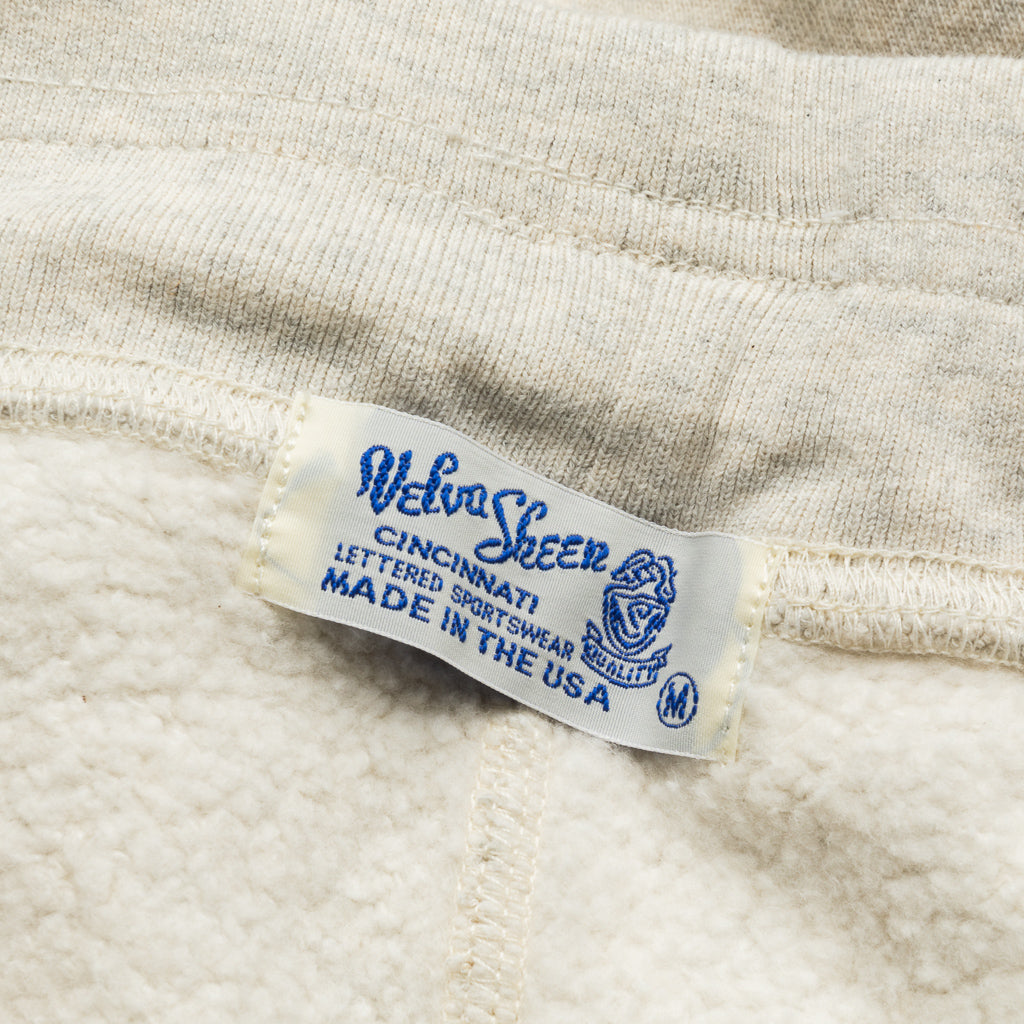 Velva Sheen
CINCINNATI
LETTERED SPORTSWEAR
MADE IN THE USA
QUALITY
M